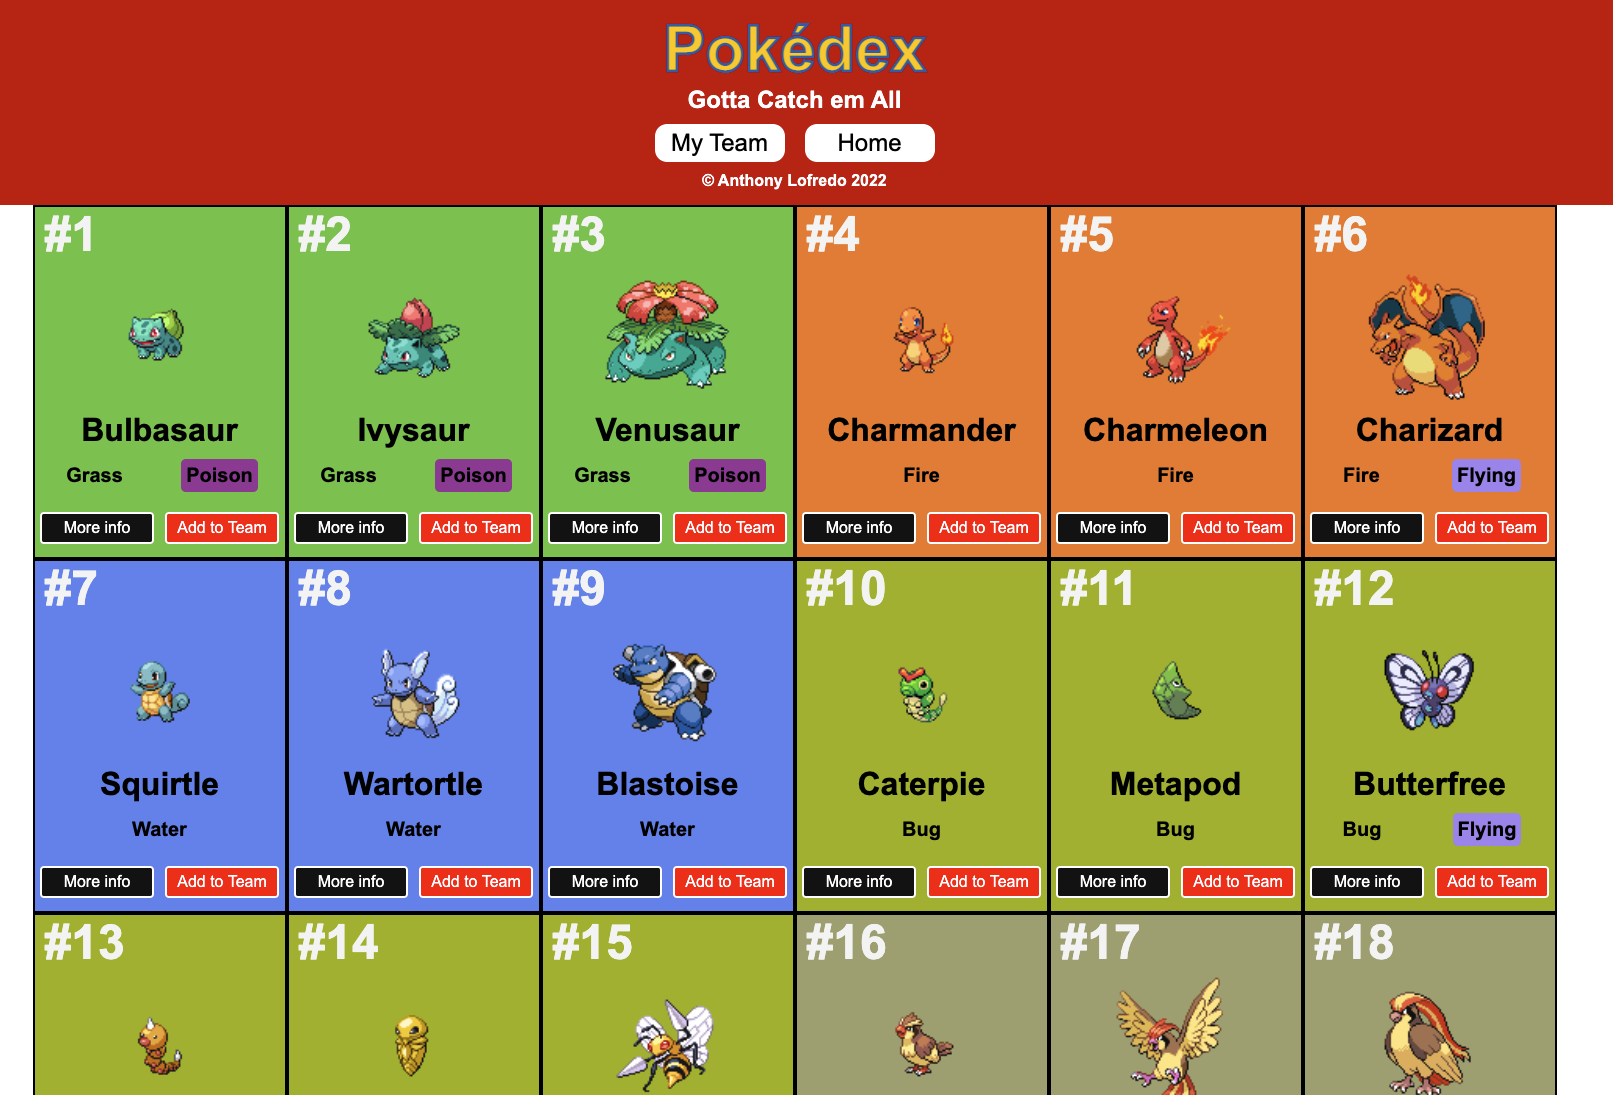 Pokédex
Gotta Catch em All
My Team Home
© Anthony Lofredo 2022
#1 #2 #3 #4 #5 #6
Bulbasaur Ivysaur Venusaur Charmander Charmeleon Charizard
Grass Poison Grass Poison Grass Poison Fire Fire Fire Flying
More info Add to Team More info Add to Team More info Add to Team More info Add to Team More info Add to Team More info Add to Team
#7 #8 #9 #10 #11 #12
Squirtle Wartortle Blastoise Caterpie Metapod Butterfree
Water Water Water Bug Bug Bug Flying
More info Add to Team More info Add to Team More info Add to Team More info Add to Team More info Add to Team More info Add to Team
#13 #14 #15 #16 #17 #18